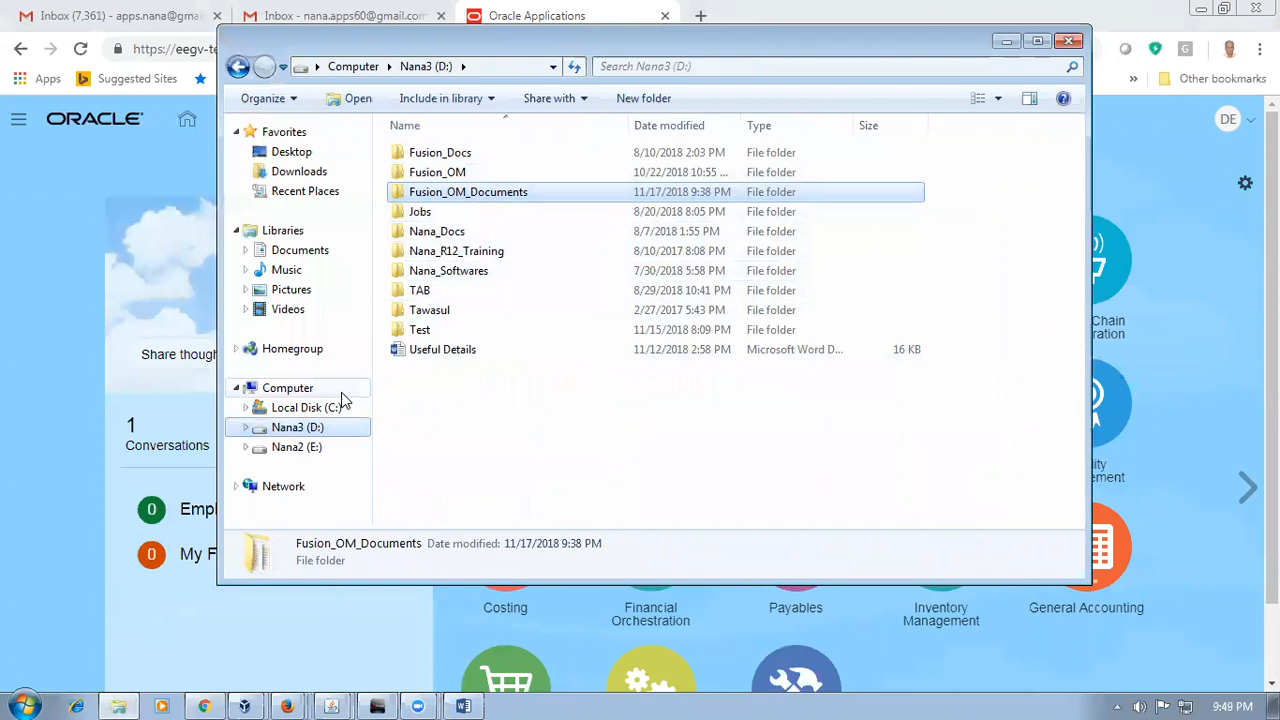 Inbox (7,361) - apps.nana@gma
Inbox - nana.apps60@gmail.com
Oracle Applications
https://eegv-te
Apps
Suggested Sites
Other bookmarks
Computer
Nana3 (D:)
Search Nana3 (D:)
Organize
Open
Include in library
Share with
New folder
Name
Date modified
Type
Size
Favorites
Desktop
Downloads
Recent Places
Libraries
Documents
Music
Pictures
Videos
Homegroup
Computer
Local Disk (C:)
Nana3 (D:)
Nana2 (E:)
Network
Fusion_Docs 8/10/2018 2:03 PM File folder
Fusion_OM 10/22/2018 10:55 ... File folder
Fusion_OM_Documents 11/17/2018 9:38 PM File folder
Jobs 8/20/2018 8:05 PM File folder
Nana_Docs 8/7/2018 1:55 PM File folder
Nana_R12_Training 8/10/2017 8:08 PM File folder
Nana_Softwares 7/30/2018 5:58 PM File folder
TAB 8/29/2018 10:41 PM File folder
Tawasul 2/27/2017 5:43 PM File folder
Test 11/15/2018 8:09 PM File folder
Useful Details 11/12/2018 2:58 PM Microsoft Word D... 16 KB
Fusion_OM_Documents Date modified: 11/17/2018 9:38 PM
File folder
ORACLE
DE
Share though
1
Conversations
0 Empl
0 My F
Chain
ration
lity
ement
Costing
Financial
Orchestration
Payables
Inventory
Management
General Accounting
9:49 PM